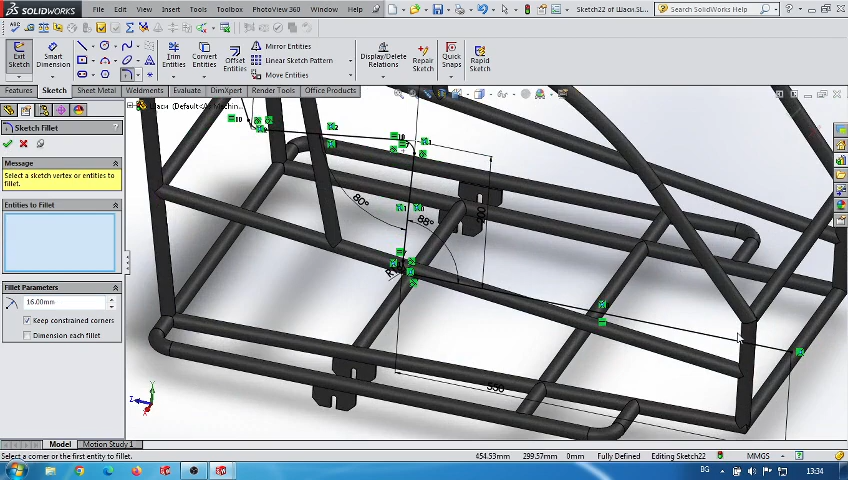 SOLIDWORKS File Edit View Insert Tools Toolbox PhotoView 360 Window Help Sketch22 of Шаси.SL... Search SolidWorks Help
Exit Sketch Smart Dimension Trim Entities Convert Entities Offset Entities Mirror Entities Linear Sketch Pattern Move Entities Display/Delete Relations Repair Sketch Quick Snaps Rapid Sketch
Features Sketch Sheet Metal Weldments Evaluate DimXpert Render Tools Office Products
Sketch Fillet ?
Message
Select a sketch vertex or entities to fillet.
Entities to Fillet
Fillet Parameters
16.00mm
Keep constrained corners
Dimension each fillet
80°
88°
Model Motion Study 1
Select a corner or the first entity to fillet. 454.53mm 299.57mm 0mm Fully Defined Editing Sketch22 MMGS
BG 13:34